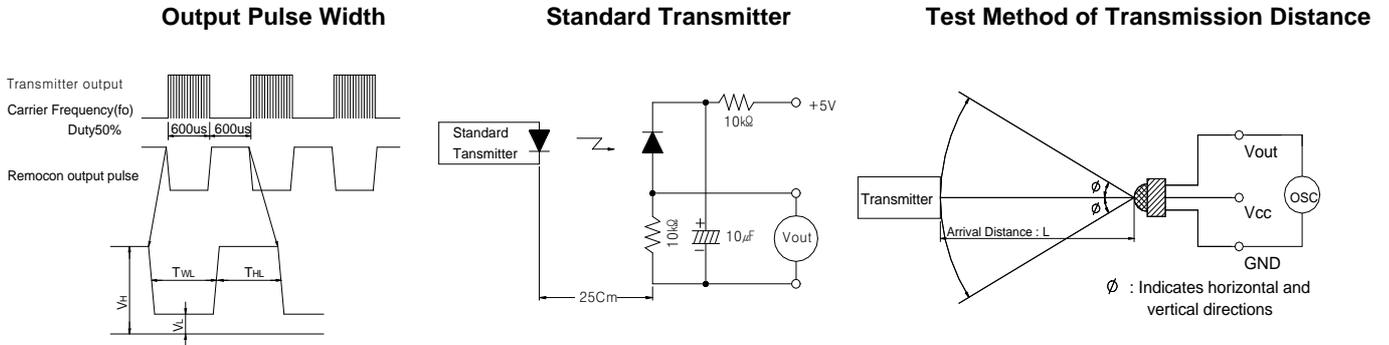 Output Pulse Width
Transmitter output
Carrier Frequency(fo)
Duty50%
600us 600us
Remocon output pulse
TWL THL
VH
VL
Standard Transmitter
Standard
Tansmitter
+5V
10kΩ
10kΩ
+
10μF
−
Vout
25Cm
Test Method of Transmission Distance
Transmitter
Ø
Ø
Arrival Distance : L
Vout
Vcc
OSC
GND
Ø : Indicates horizontal and
vertical directions